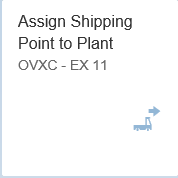 Assign Shipping
Point to Plant
OVXC - EX 11